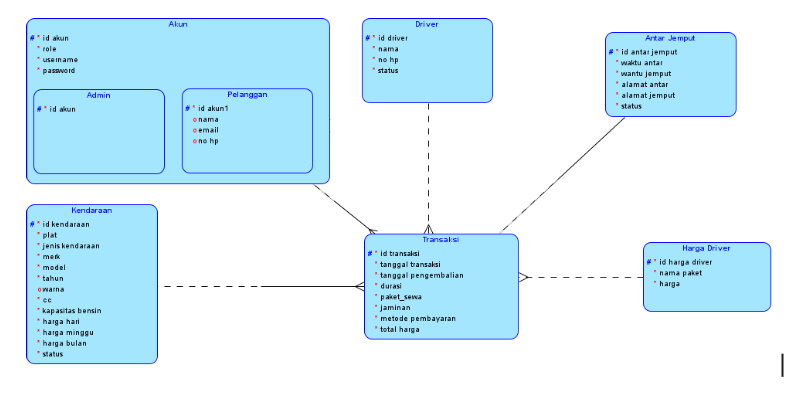 Akun
# * id akun
* role
* username
* password
Admin
# * id akun
Pelanggan
# * id akun1
o nama
o email
o no hp
Driver
# * id driver
* nama
* no hp
* status
Antar Jemput
# * id antar jemput
* waktu antar
* wantu jemput
* alamat antar
* alamat jemput
* status
Kendaraan
# * id kendaraan
* plat
* jenis kendaraan
* merk
* model
* tahun
o warna
* cc
* kapasitas bensin
* harga hari
* harga minggu
* harga bulan
* status
Transaksi
# * id transaksi
* tanggal transaksi
* tanggal pengembalian
* durasi
* paket_sewa
* jaminan
* metode pembayaran
* total harga
Harga Driver
# * id harga driver
* nama paket
* harga